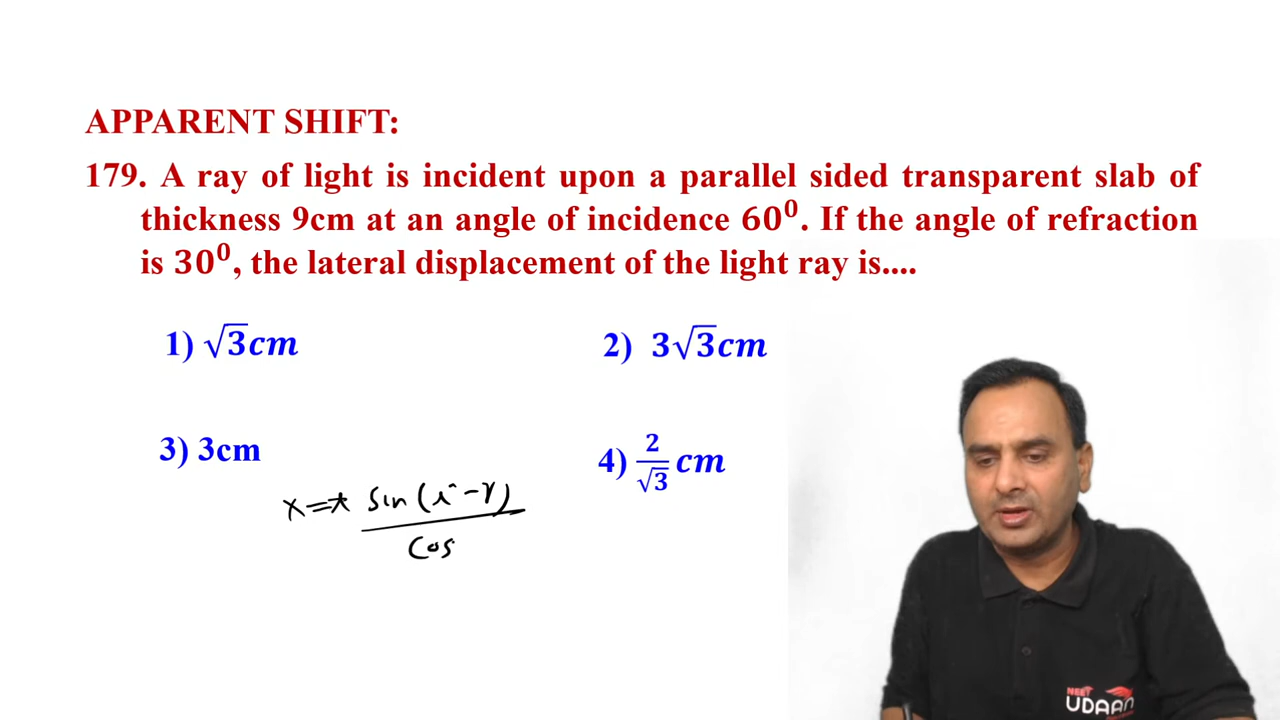 APPARENT SHIFT:
179. A ray of light is incident upon a parallel sided transparent slab of
thickness 9cm at an angle of incidence 60⁰. If the angle of refraction
is 30⁰, the lateral displacement of the light ray is....
1) √3cm
2) 3√3cm
3) 3cm
4) 2/√3 cm
x=t sin(i-r)
cos
NEET
UDAAN